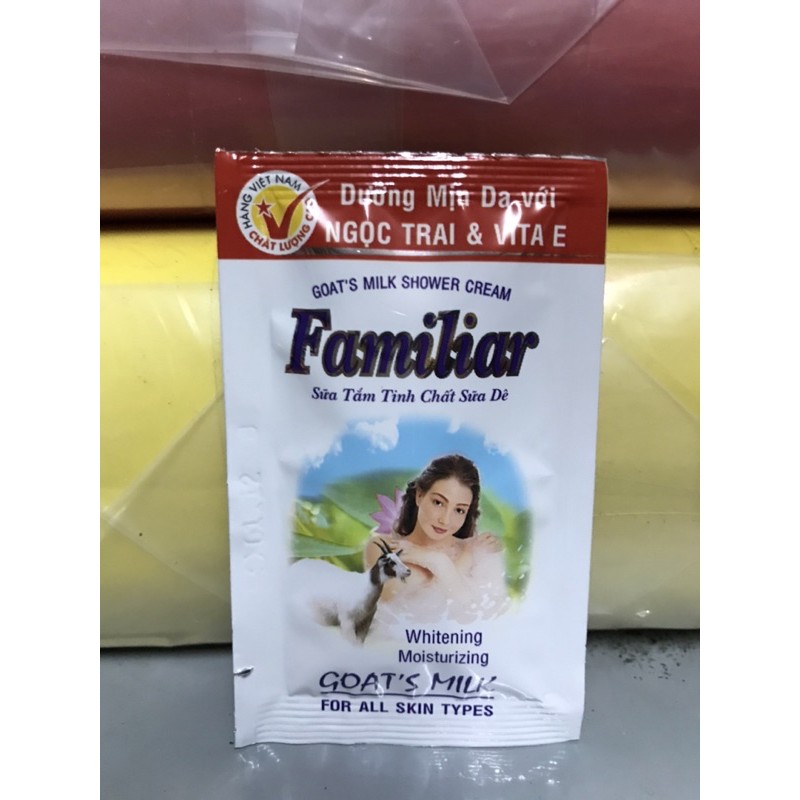 HÀNG VIỆT NAM
CHẤT LƯỢNG
Dưỡng Mịn Da với
NGỌC TRAI & VITA E
GOAT'S MILK SHOWER CREAM
Familiar
Sữa Tắm Tinh Chất Sữa Dê
Whitening
Moisturizing
GOAT'S MILK
FOR ALL SKIN TYPES